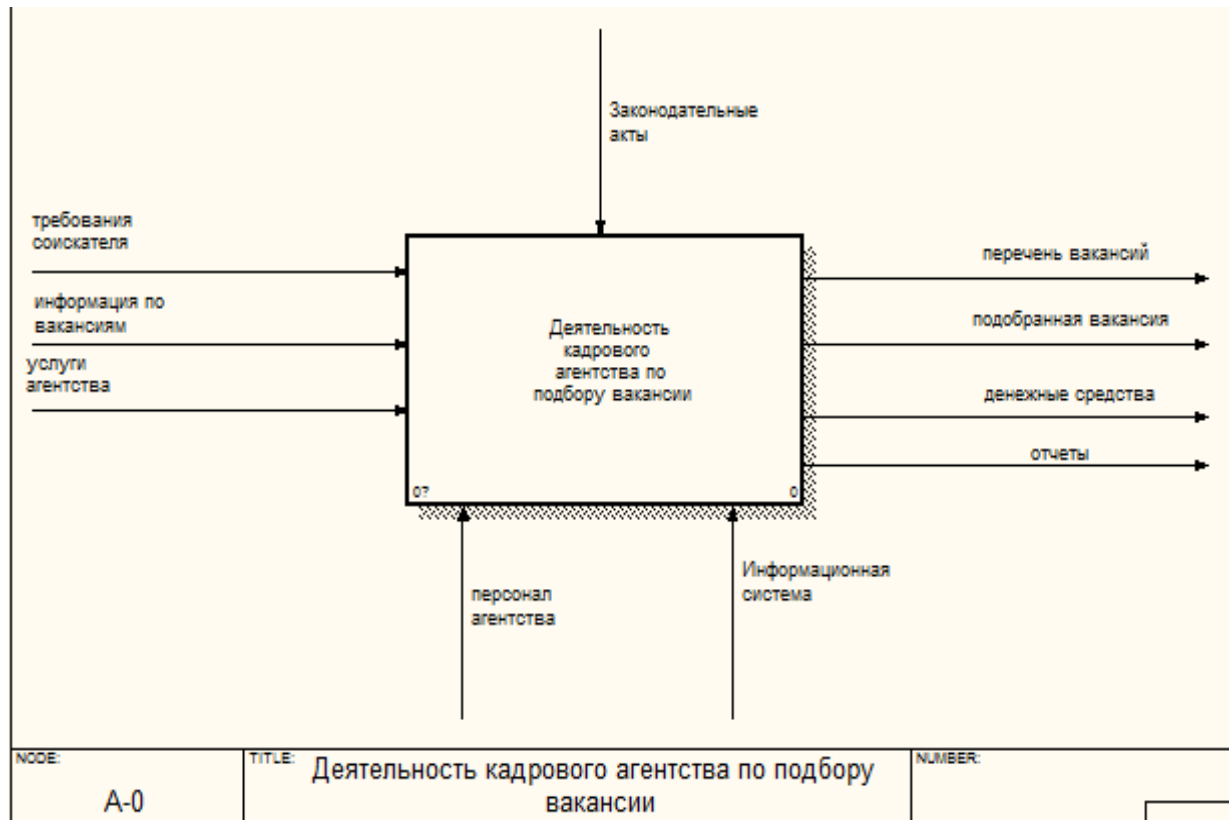 Законодательные
акты
требования
соискателя
информация по
вакансиям
услуги
агентства
Деятельность
кадрового
агентства по
подбору вакансии
0?
0
перечень вакансий
подобранная вакансия
денежные средства
отчеты
персонал
агентства
Информационная
система
NODE:
A-0
TITLE:
Деятельность кадрового агентства по подбору
вакансии
NUMBER: